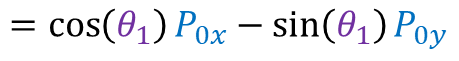 = cos(θ₁) P₀ₓ − sin(θ₁) P₀ᵧ